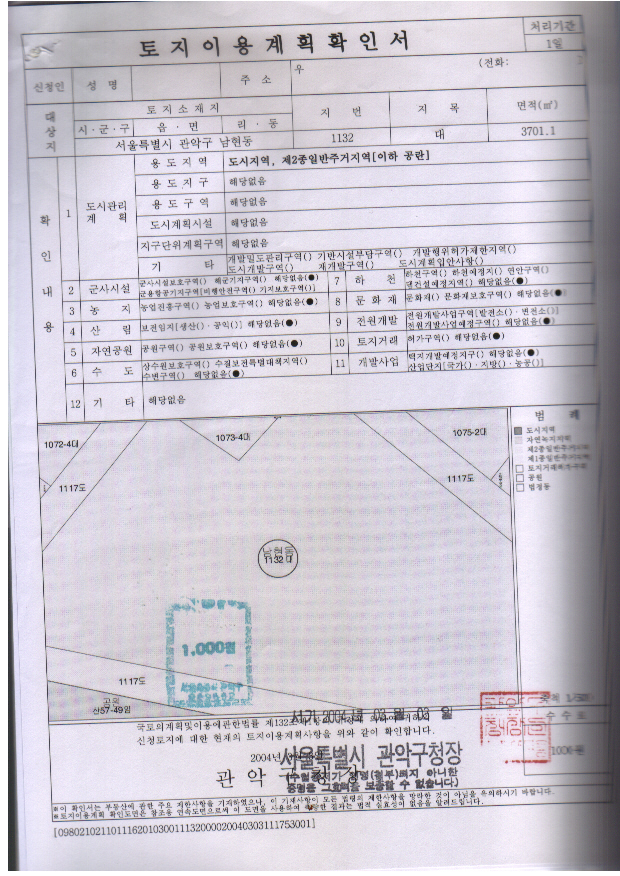 토지이용계획확인서
처리기간
1일
신청인 성 명 주 소 우 (전화: )
대상지 토 지 소 재 지 지 번 지 목 면적(㎡)
시·군·구 읍·면 리·동
서울특별시 관악구 남현동 1132 대 3701.1
확인내용
1 도시관리계획 용 도 지 역 도시지역, 제2종일반주거지역[이하 공란]
용 도 지 구 해당없음
용 도 구 역 해당없음
도시계획시설 해당없음
지구단위계획구역 해당없음
기 타 개발밀도관리구역() 기반시설부담구역() 개발행위허가제한지역()
도시개발구역() 재개발구역() 도시계획입안사항()
2 군사시설 군사시설보호구역() 해군기지구역() 해당없음(●)
군용항공기지구역[비행안전구역() 기지보호구역()]
7 하 천 하천구역() 하천예정지() 연안구역()
댐건설예정지역() 해당없음(●)
3 농 지 농업진흥구역() 농업보호구역() 해당없음(●)
8 문 화 재 문화재() 문화재보호구역() 해당없음(●)
4 산 림 보전임지[생산()·공익()] 해당없음(●)
9 전원개발 전원개발사업구역[발전소()·변전소()]
전원개발사업예정구역() 해당없음(●)
5 자연공원 공원구역() 공원보호구역() 해당없음(●)
10 토지거래 허가구역() 해당없음(●)
6 수 도 상수원보호구역() 수질보전특별대책지역()
수변구역() 해당없음(●)
11 개발사업 택지개발예정지구() 해당없음(●)
산업단지[국가()·지방()·농공()]
12 기 타 해당없음
범 례
도시지역
자연녹지지역
제2종일반주거지역
제1종일반주거지역
토지거래허가구역
공원
법정동
1072-4대
1073-4대
1075-2대
1117도
1117도
남현동
1132대
1,000원
1117도
공원
산57-49임
서기 2004년 03월 03일
수 수 료
1000원
국토의계획및이용에관한법률 제132조
신청토지에 대한 현재의 토지이용계획사항을 위와 같이 확인합니다.
2004년
관 악
서울특별시 관악구청장
(수입증지가 첨부되지 아니한
증명은 그효력을 보증할 수 없습니다)
※이 확인서는 부동산에 관한 주요 제한사항을 기재하였으나, 이 기재사항이 모든 법령의 제한사항을 망라한 것이 아님을 유의하시기 바랍니다.
※토지이용계획 확인도면은 참조용 연속도면으로써 이 도면을 사용하여 결과는 법적 실효성이 없음을 알려드립니다.
[098021021101116201030011132000020040303111753001]